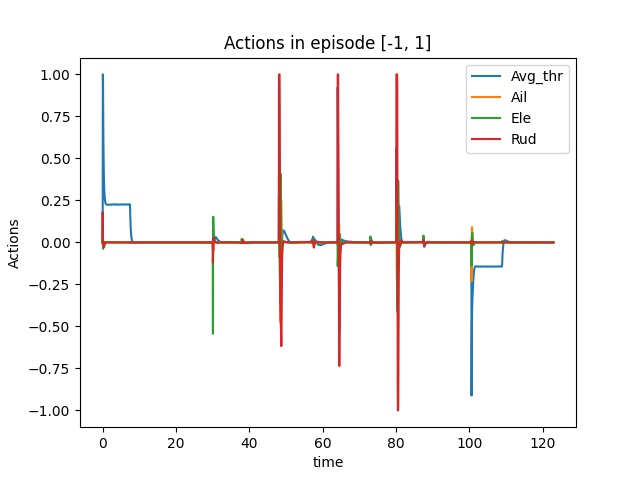 Actions in episode [-1, 1]
Actions
1.00
0.75
0.50
0.25
0.00
−0.25
−0.50
−0.75
−1.00
Avg_thr
Ail
Ele
Rud
0 20 40 60 80 100 120
time